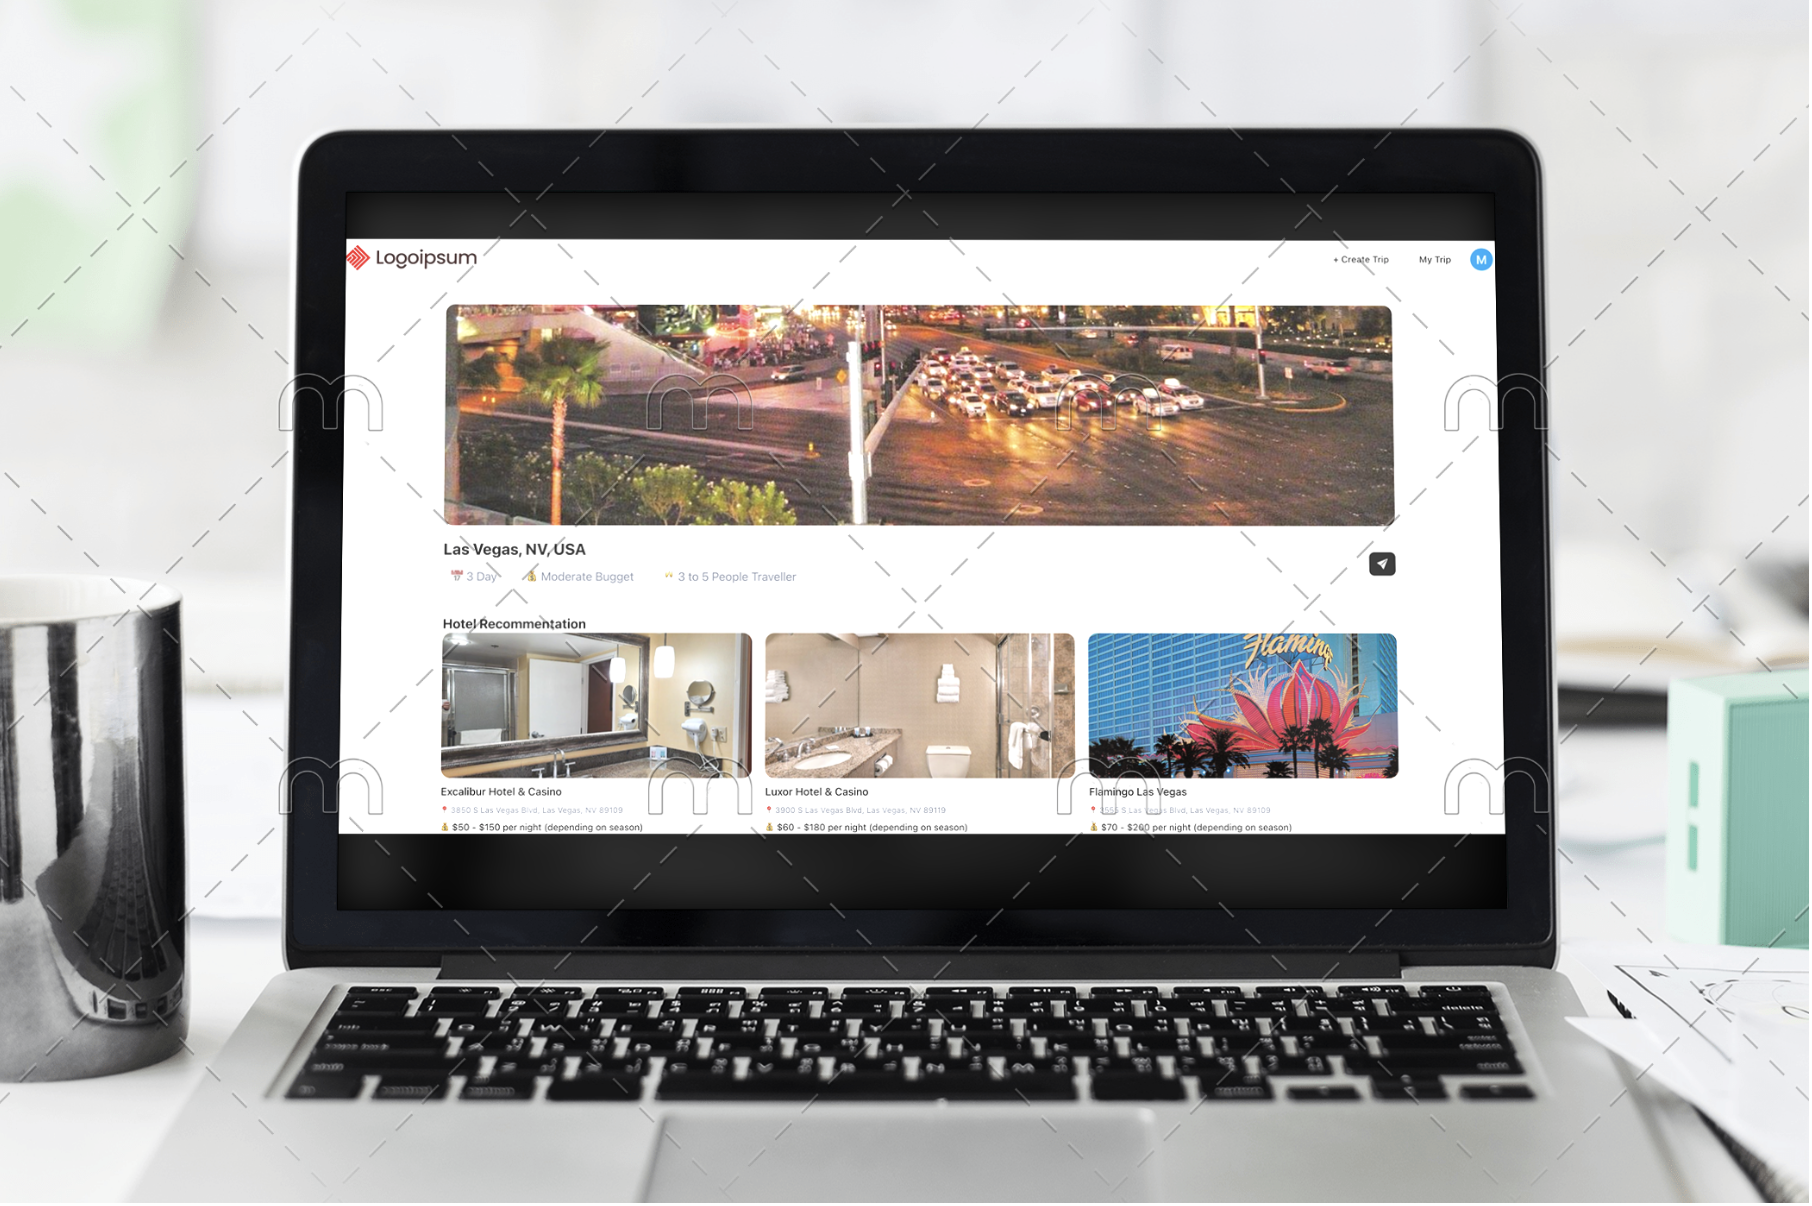 Logoipsum
+ Create Trip
My Trip
M
Las Vegas, NV, USA
3 Day
Moderate Bugget
3 to 5 People Traveller
Hotel Recommentation
Flamingo
Excalibur Hotel & Casino
Luxor Hotel & Casino
Flamingo Las Vegas
3850 S Las Vegas Blvd, Las Vegas, NV 89109
3900 S Las Vegas Blvd, Las Vegas, NV 89119
3555 S Las Vegas Blvd, Las Vegas, NV 89109
$50 - $150 per night (depending on season)
$60 - $180 per night (depending on season)
$70 - $200 per night (depending on season)
delete